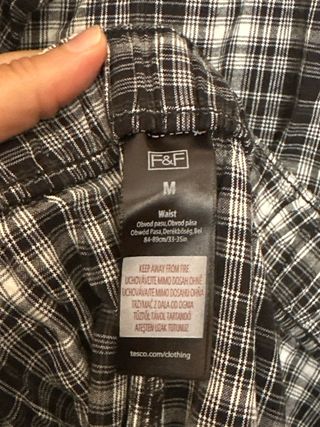 F&F
M
Waist
Obvod pasu, Obvod pása
Obwód Pasa, Derékbőség, Bel
84-89cm/33-35in
KEEP AWAY FROM FIRE
UCHOVÁVEJTE MIMO DOSAH OHNĚ
UCHOVÁVAJTE MIMO DOSAHU OHŇA
TRZYMAĆ Z DALA OD OGNIA
TŰZTŐL TÁVOL TARTANDÓ
ATEŞTEN UZAK TUTUNUZ
tesco.com/clothing